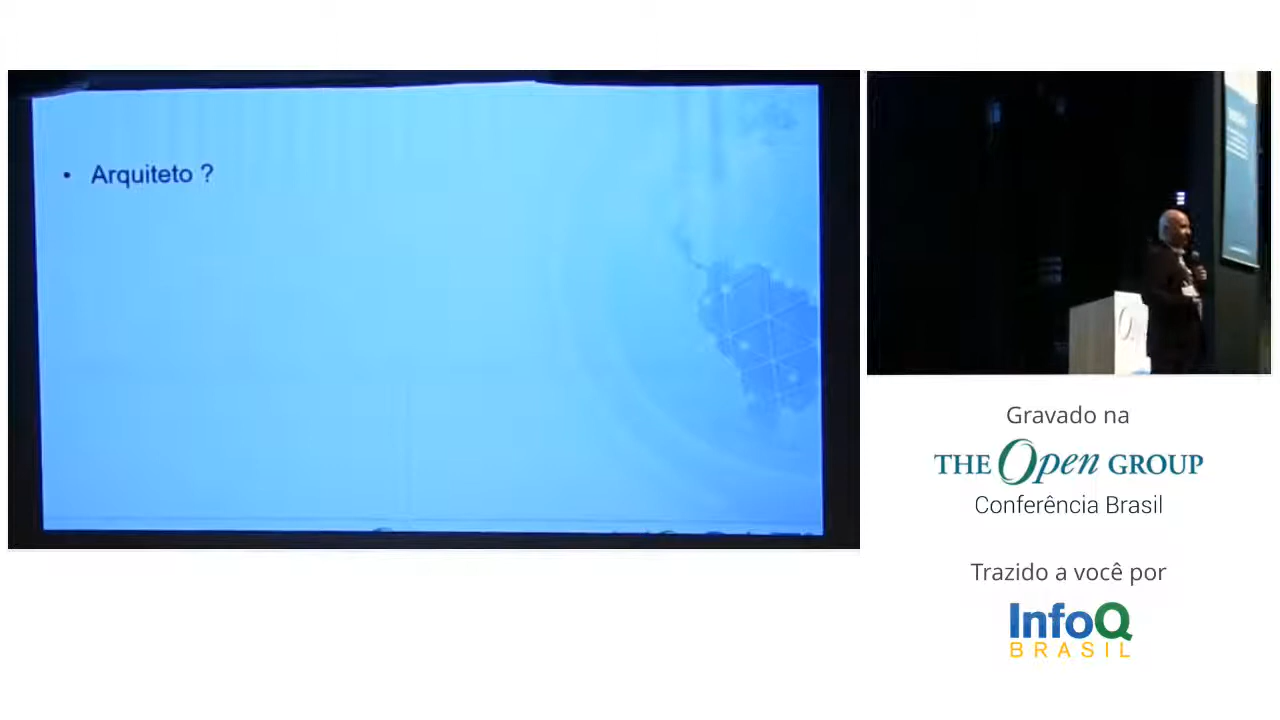 • Arquiteto ?
Gravado na
THE Open GROUP
Conferência Brasil
Trazido a você por
InfoQ
BRASIL